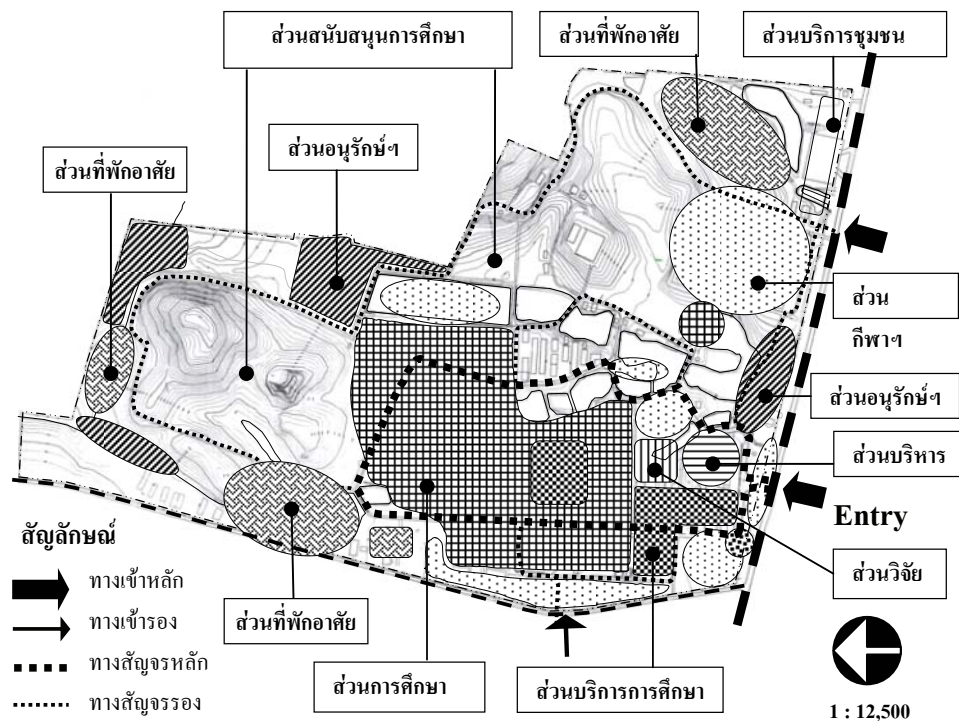 ส่วนสนับสนุนการศึกษา
ส่วนที่พักอาศัย
ส่วนบริการชุมชน
ส่วนอนุรักษ์ฯ
ส่วนที่พักอาศัย
ส่วน
กีฬาฯ
ส่วนอนุรักษ์ฯ
ส่วนบริหาร
Entry
สัญลักษณ์
ส่วนวิจัย
ทางเข้าหลัก
ทางเข้ารอง
ส่วนที่พักอาศัย
ทางสัญจรหลัก
ส่วนการศึกษา
ส่วนบริการการศึกษา
ทางสัญจรรอง
1 : 12,500